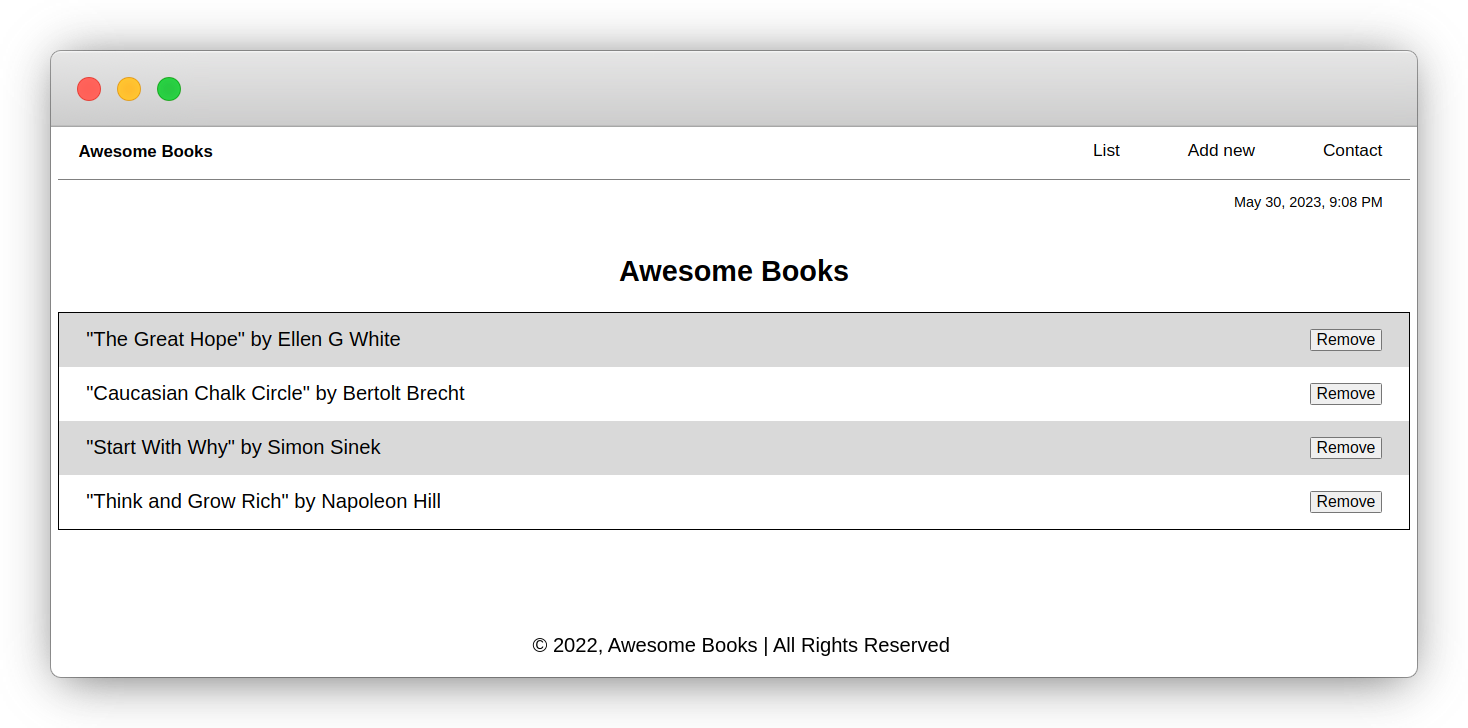 Awesome Books List Add new Contact
May 30, 2023, 9:08 PM
Awesome Books
"The Great Hope" by Ellen G White Remove
"Caucasian Chalk Circle" by Bertolt Brecht Remove
"Start With Why" by Simon Sinek Remove
"Think and Grow Rich" by Napoleon Hill Remove
© 2022, Awesome Books | All Rights Reserved